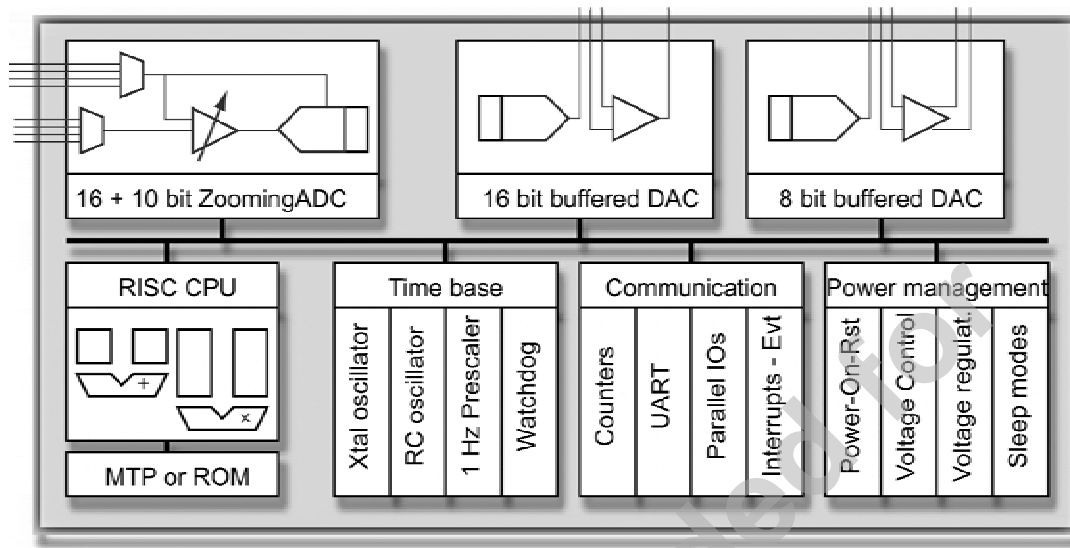 16 + 10 bit ZoomingADC
16 bit buffered DAC
8 bit buffered DAC
RISC CPU
+
x
MTP or ROM
Time base
Xtal oscillator
RC oscillator
1 Hz Prescaler
Watchdog
Communication
Counters
UART
Parallel IOs
Interrupts - Evt
Power management
Power-On-Rst
Voltage Control
Voltage regulat.
Sleep modes
ded for